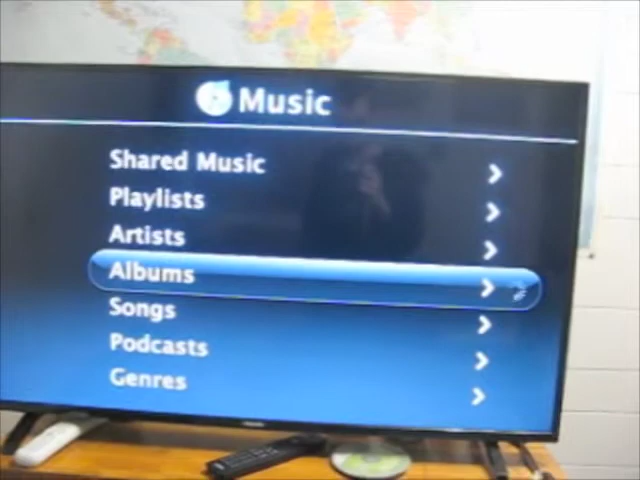 Music
Shared Music
Playlists
Artists
Albums
Songs
Podcasts
Genres